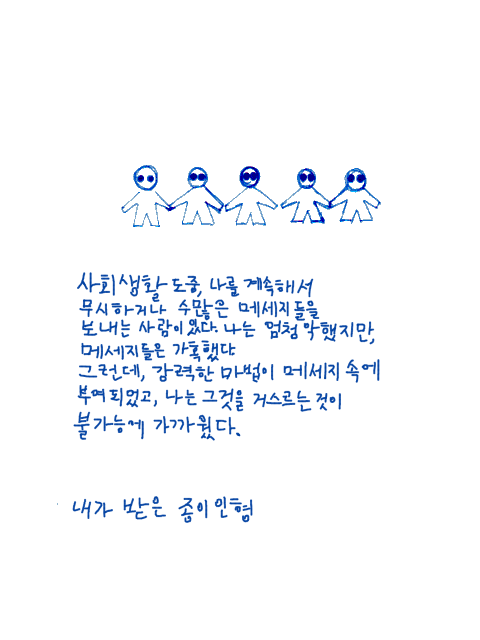 사회생활 도중, 나를 계속해서
무시하거나 수많은 메세지들을
보내는 사람이 있다. 나는 엄청 악했지만,
메세지들은 가혹했다
그런데, 강력한 마법이 메세지 속에
부여되었고, 나는 그것을 거스르는 것이
불가능에 가까웠다.
내가 받은 종이인형